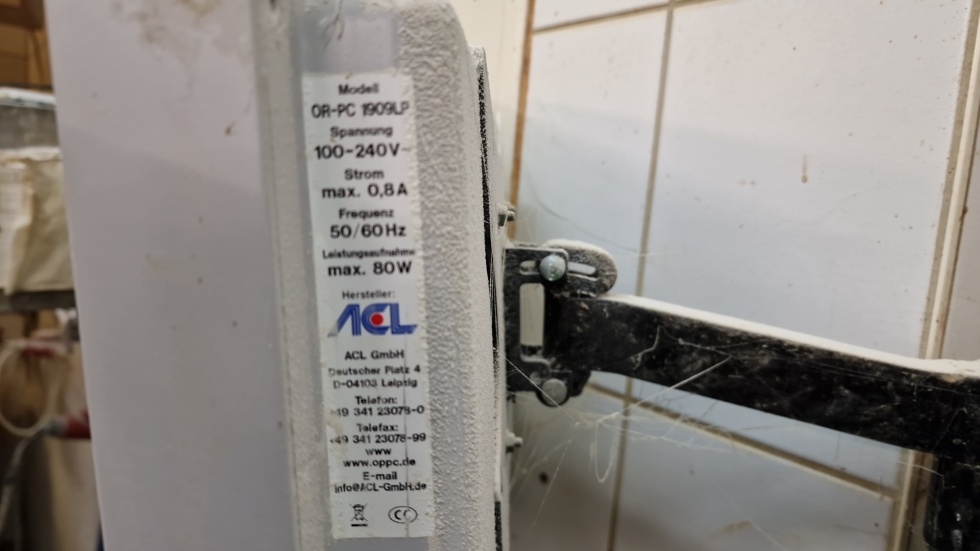 Modell
OR-PC 1909LP
Spannung
100-240V~
Strom
max. 0,8A
Frequenz
50/60Hz
Leistungsaufnahme
max. 80W
Hersteller:
ACL
ACL GmbH
Deutscher Platz 4
D-04103 Leipzig
Telefon:
+49 341 23078-0
Telefax:
+49 341 23078-99
www
www.oppc.de
E-mail
info@ACL-GmbH.de